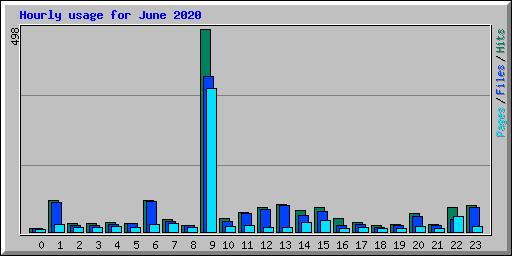 Hourly usage for June 2020
498
Pages/Files/Hits
0 1 2 3 4 5 6 7 8 9 10 11 12 13 14 15 16 17 18 19 20 21 22 23